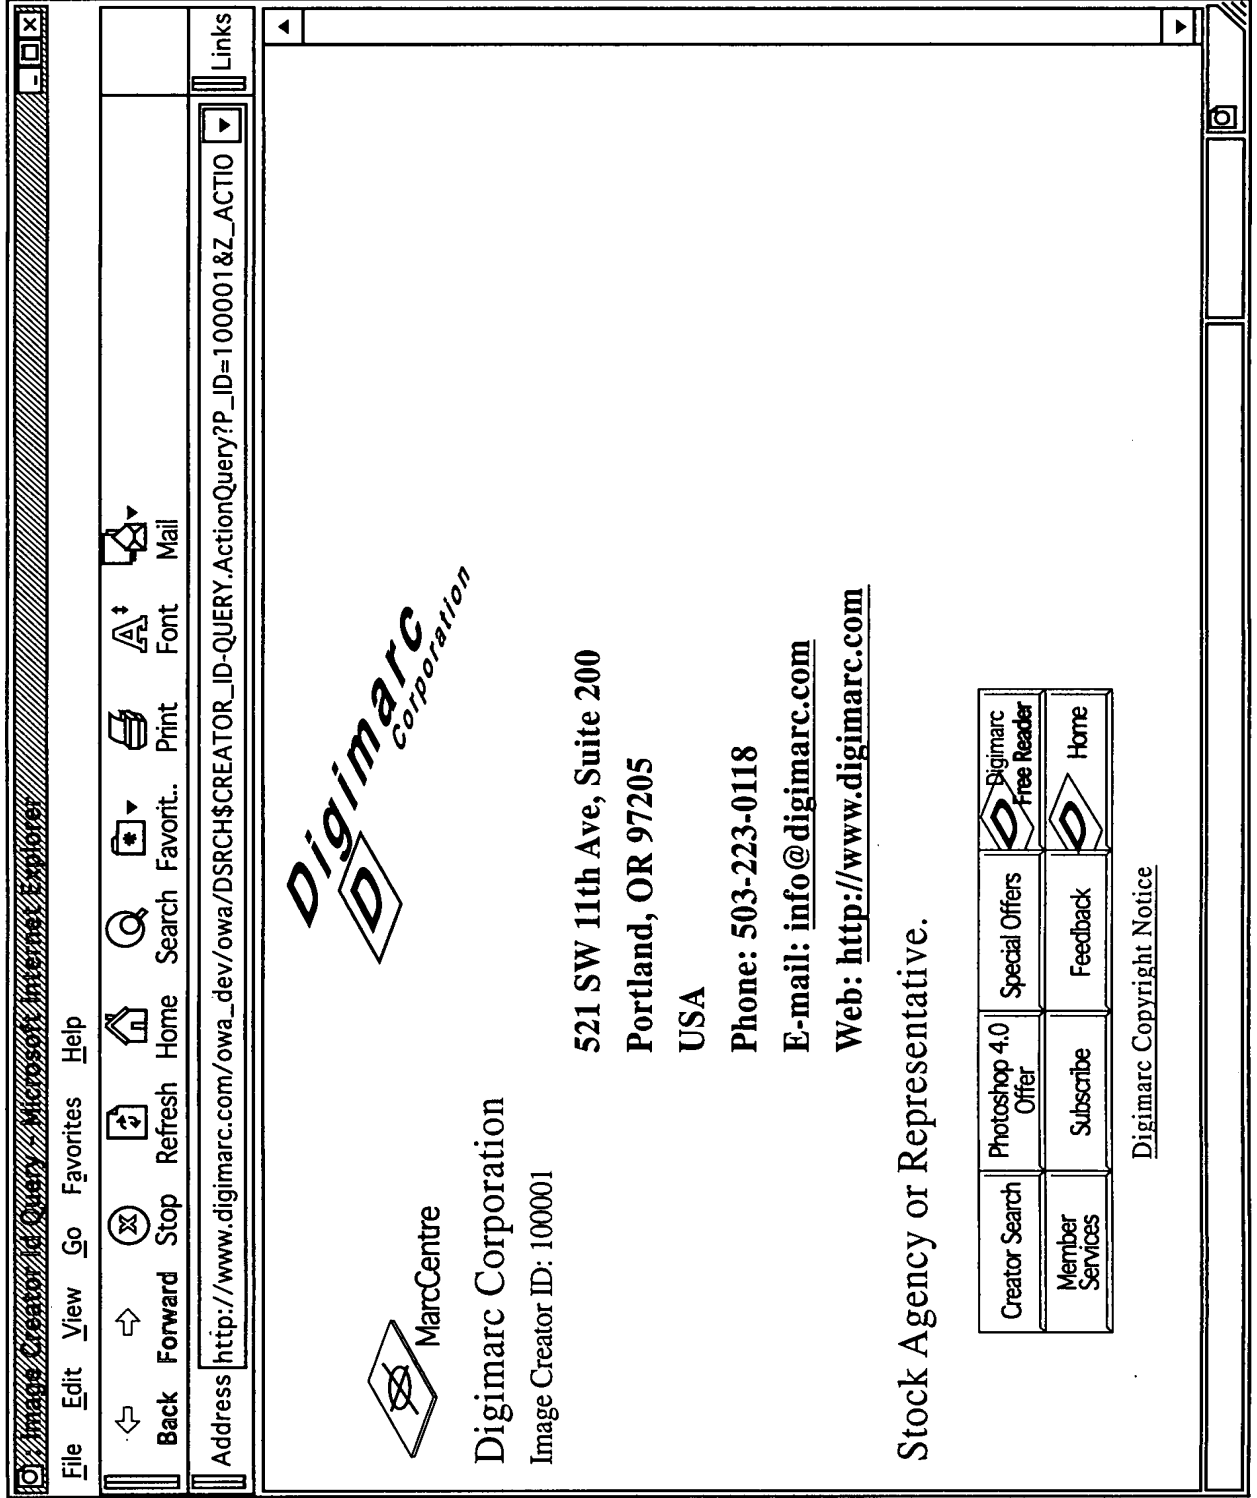 Image Creator Id Query - Microsoft Internet Explorer
File Edit View Go Favorites Help
Back Forward Stop Refresh Home Search Favorit.. Print Font Mail
Address http://www.digimarc.com/owa_dev/owa/DSRCH$CREATOR_ID-QUERY.ActionQuery?P_ID=100001&Z_ACTIO Links
MarcCentre
D Digimarc
Corporation
Digimarc Corporation
Image Creator ID: 100001
521 SW 11th Ave, Suite 200
Portland, OR 97205
USA
Phone: 503-223-0118
E-mail: info@digimarc.com
Web: http://www.digimarc.com
Stock Agency or Representative.
Creator Search
Photoshop 4.0
Offer
Special Offers
D Digimarc
Free Reader
Member
Services
Subscribe
Feedback
D Home
Digimarc Copyright Notice